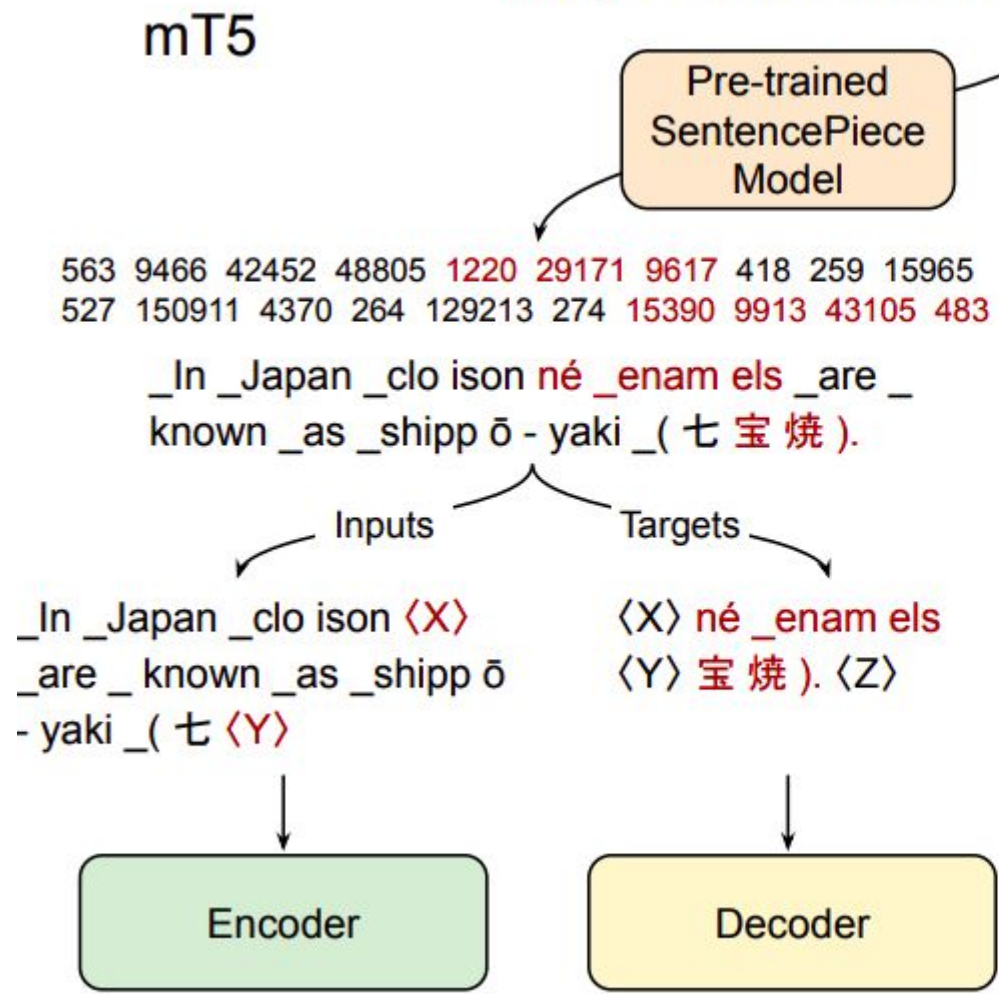 mT5
Pre-trained
SentencePiece
Model
563 9466 42452 48805 1220 29171 9617 418 259 15965
527 150911 4370 264 129213 274 15390 9913 43105 483
_In _Japan _clo ison né _enam els _are _
known _as _shipp ō - yaki _( 七 宝 焼 ).
Inputs
Targets
_In _Japan _clo ison 〈X〉
_are _ known _as _shipp ō
- yaki _( 七 〈Y〉
〈X〉 né _enam els
〈Y〉 宝 焼 ). 〈Z〉
Encoder
Decoder